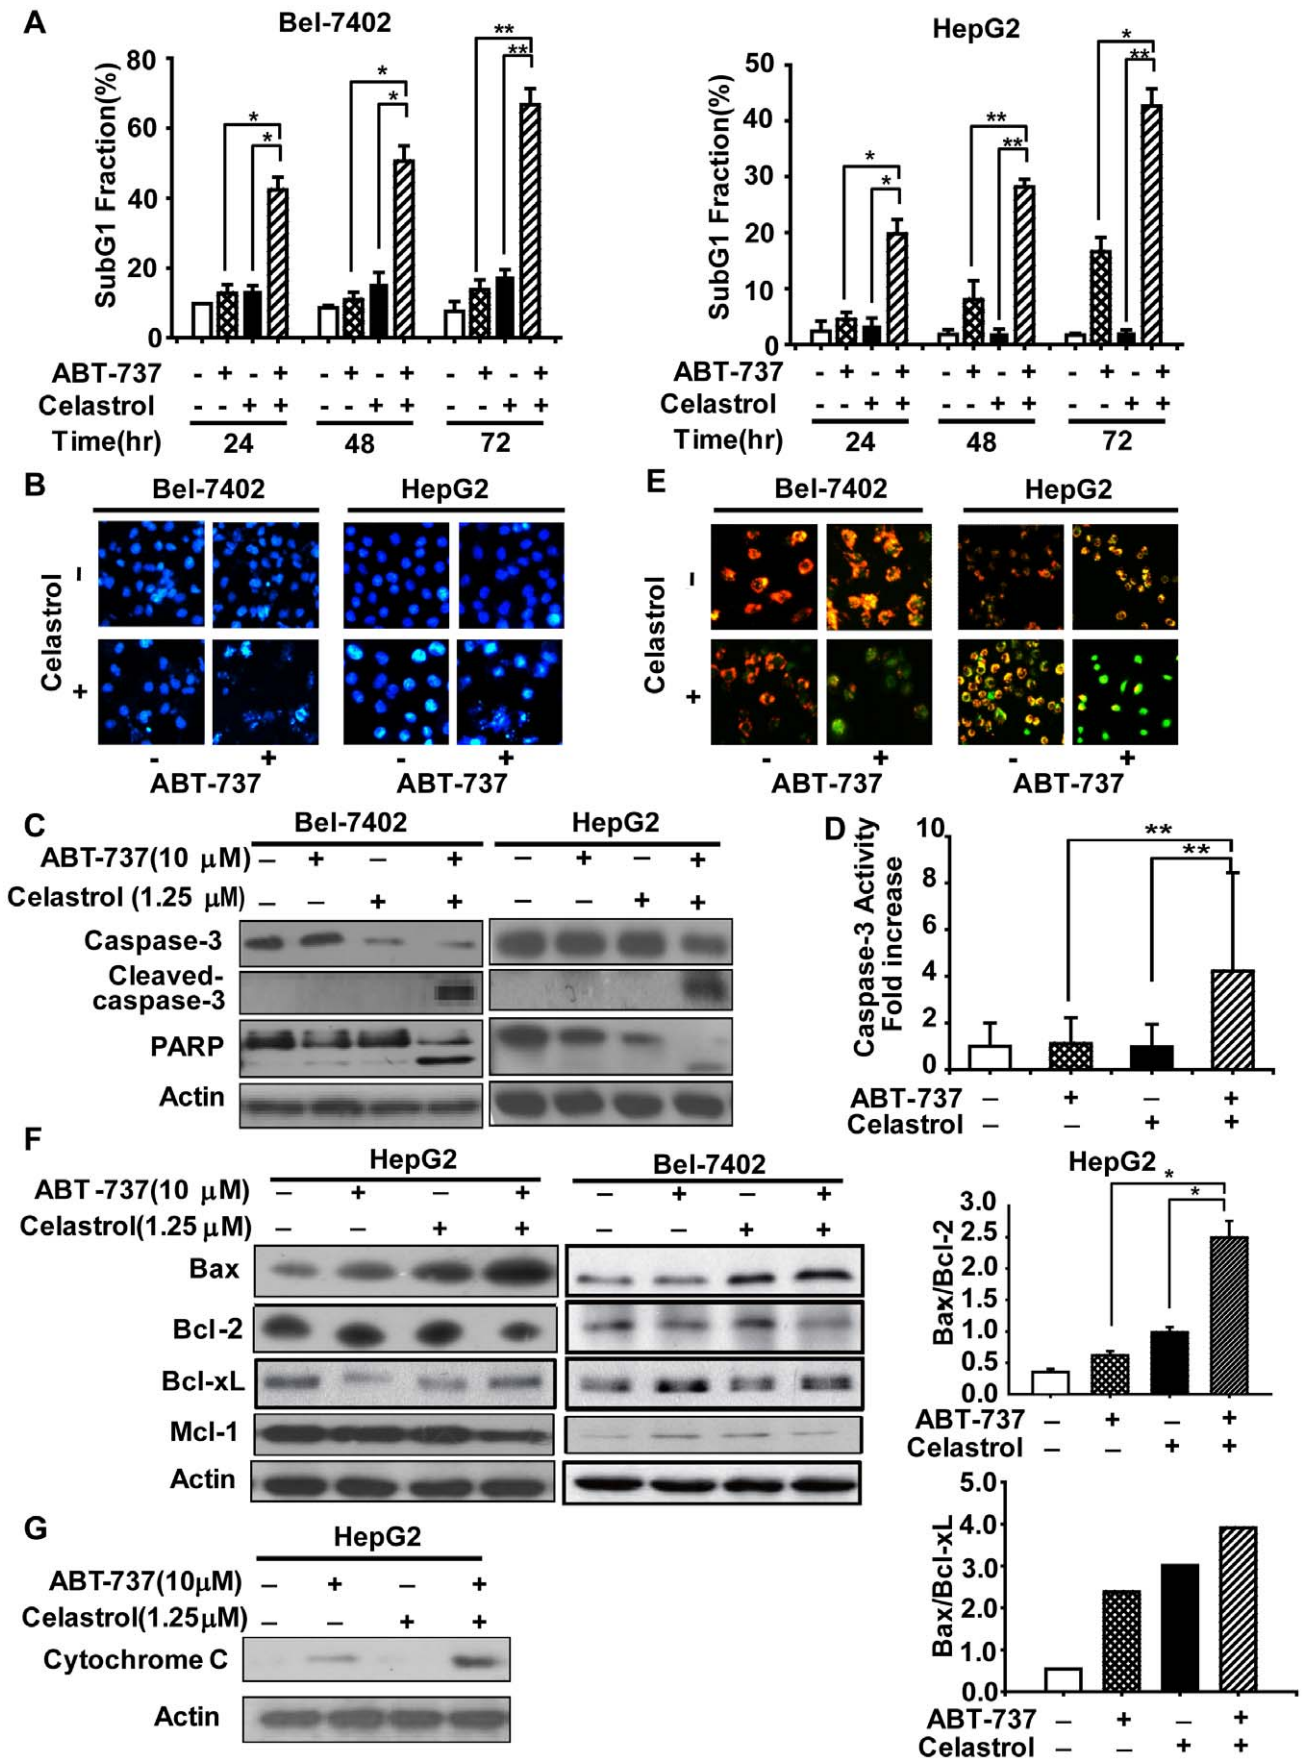 A
Bel-7402
SubG1 Fraction(%)
80
60
40
20
0
* * * * ** **
ABT-737 - + - + - + - + - + - +
Celastrol - - + + - - + + - - + +
Time(hr) 24 48 72
HepG2
SubG1 Fraction(%)
50
40
30
20
10
0
* * ** ** * **
ABT-737 - + - + - + - + - + - +
Celastrol - - + + - - + + - - + +
Time(hr) 24 48 72
B
Bel-7402 HepG2
Celastrol
-
+
- + - +
ABT-737 ABT-737
E
Bel-7402 HepG2
Celastrol
-
+
- + - +
ABT-737 ABT-737
C
Bel-7402 HepG2
ABT-737(10 μM) – + – + – + – +
Celastrol (1.25 μM) – – + + – – + +
Caspase-3
Cleaved-
caspase-3
PARP
Actin
D
Caspase-3 Activity
Fold increase
10
8
6
4
2
0
**
**
ABT-737 – + – +
Celastrol – – + +
F
HepG2 Bel-7402
ABT -737(10 μM) – + – + – + – +
Celastrol(1.25 μM) – – + + – – + +
Bax
Bcl-2
Bcl-xL
Mcl-1
Actin
HepG2
*
*
Bax/Bcl-2
3.0
2.5
2.0
1.5
1.0
0.5
0.0
ABT-737 – + – +
Celastrol – – + +
Bax/Bcl-xL
5.0
4.0
3.0
2.0
1.0
0.0
ABT-737 – + – +
Celastrol – – + +
G
HepG2
ABT-737(10μM) – + – +
Celastrol(1.25μM) – – + +
Cytochrome C
Actin